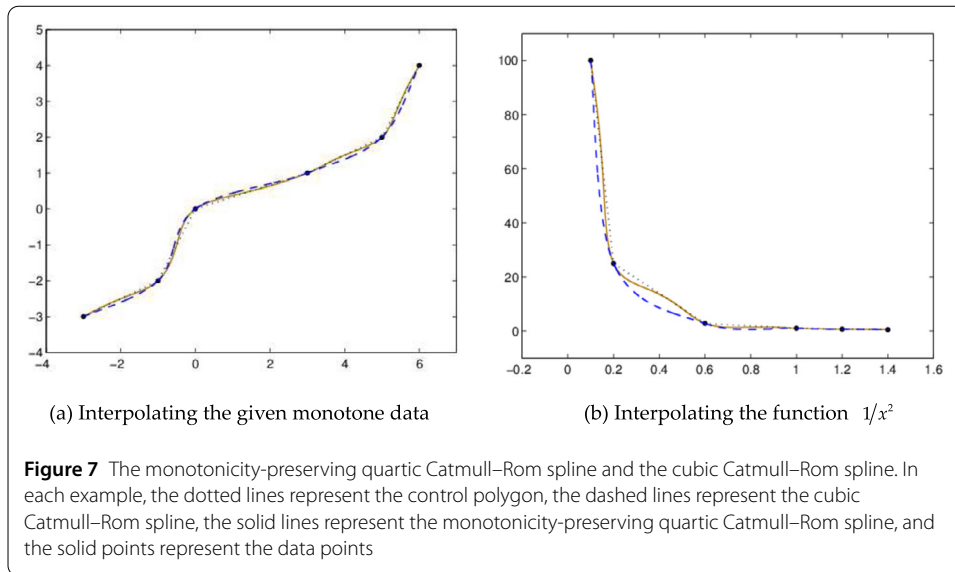 5
4
3
2
1
0
−1
−2
−3
−4
−4 −2 0 2 4 6
(a) Interpolating the given monotone data
100
80
60
40
20
0
−0.2 0 0.2 0.4 0.6 0.8 1 1.2 1.4 1.6
(b) Interpolating the function 1/x²
Figure 7 The monotonicity-preserving quartic Catmull–Rom spline and the cubic Catmull–Rom spline. In
each example, the dotted lines represent the control polygon, the dashed lines represent the cubic
Catmull–Rom spline, the solid lines represent the monotonicity-preserving quartic Catmull–Rom spline, and
the solid points represent the data points